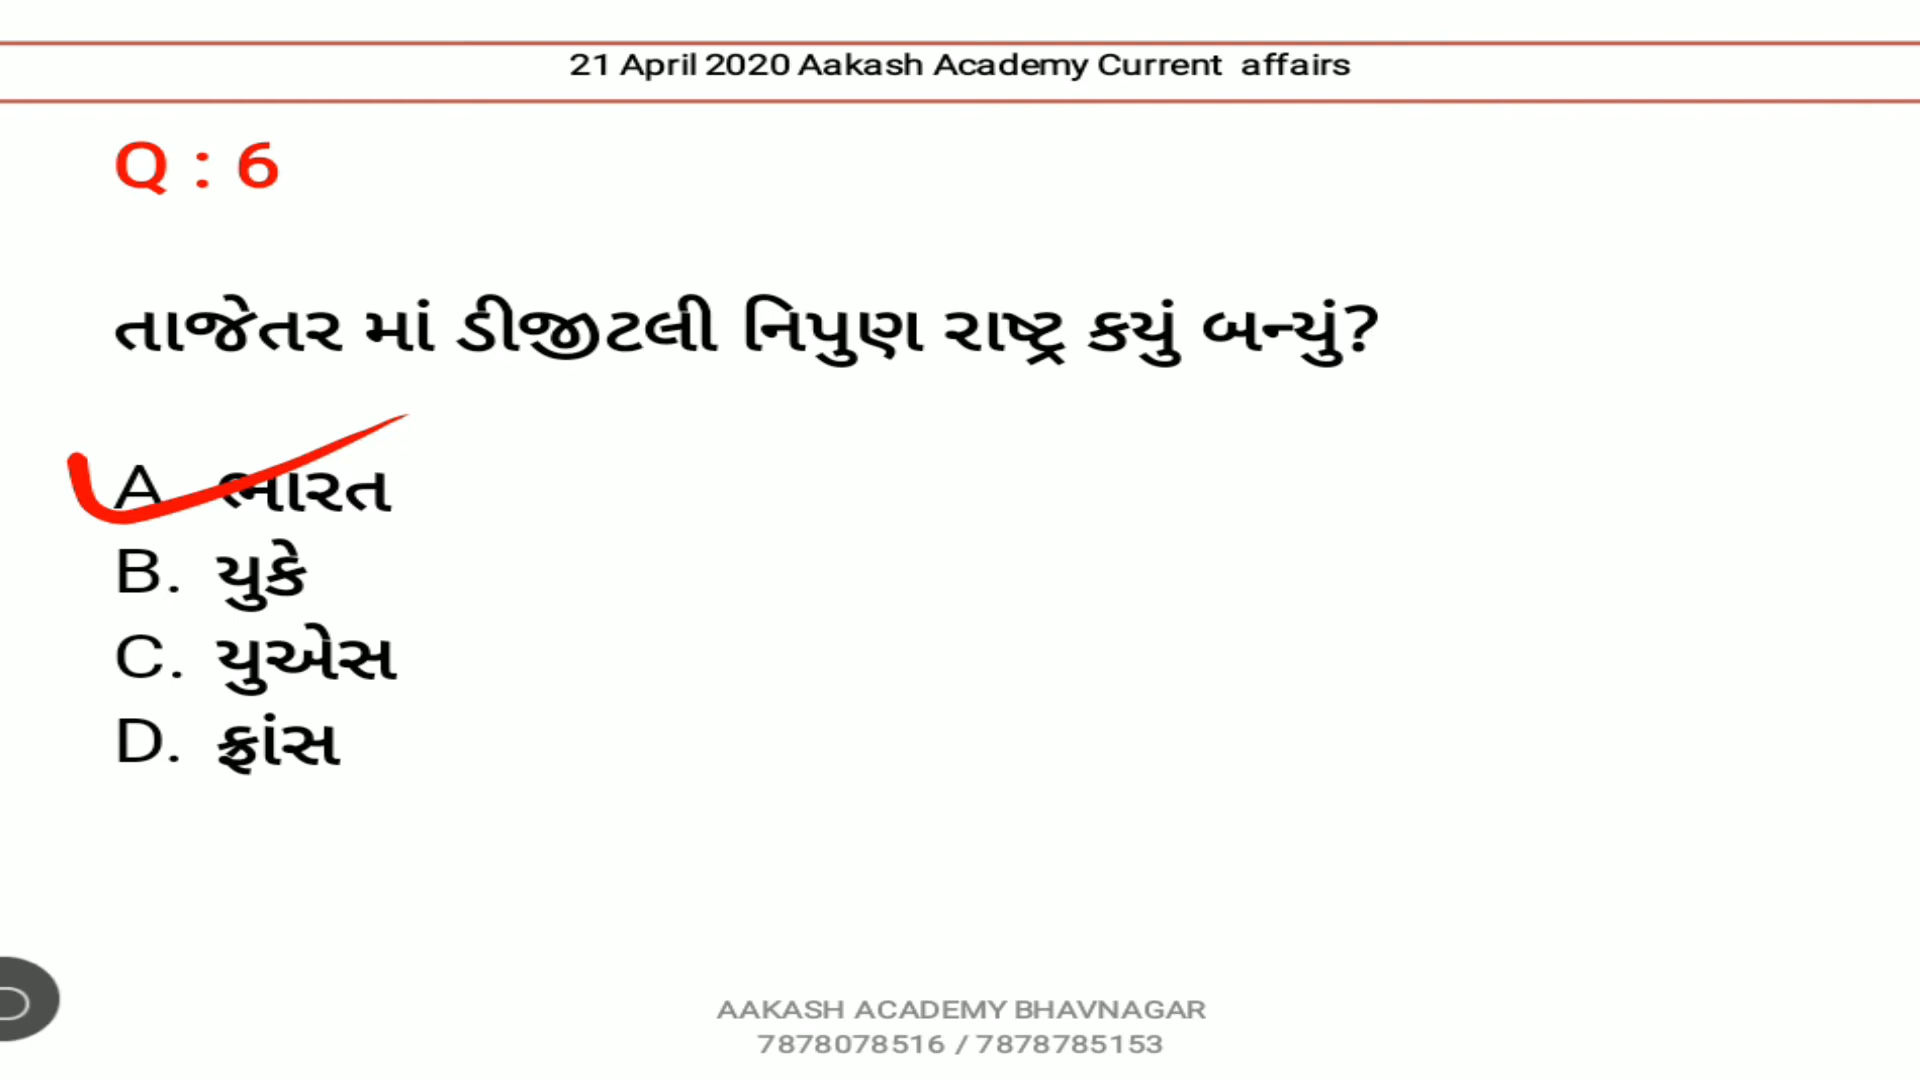 21 April 2020 Aakash Academy Current affairs
Q : 6
તાજેતર માં ડીજીટલી નિપુણ રાષ્ટ્ર કયું બન્યું?
A. ભારત
B. યુકે
C. યુએસ
D. ફ્રાંસ
AAKASH ACADEMY BHAVNAGAR
7878078516 / 7878785153